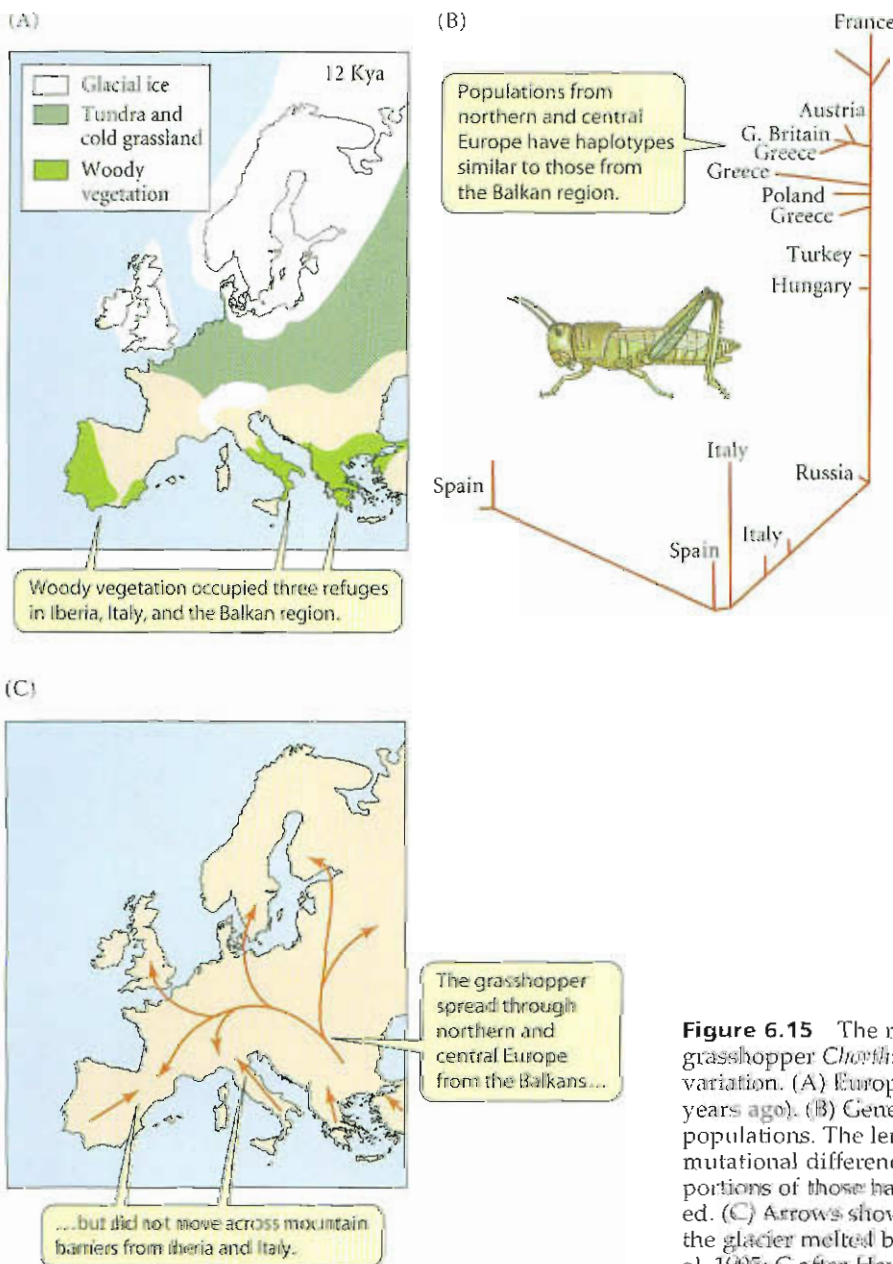 (A)
Glacial ice
Tundra and
cold grassland
Woody
vegetation
12 Kya
Woody vegetation occupied three refuges
in Iberia, Italy, and the Balkan region.
(B)
Populations from
northern and central
Europe have haplotypes
similar to those from
the Balkan region.
France
Austria
G. Britain
Greece
Greece
Poland
Greece
Turkey
Hungary
Russia
Italy
Italy
Spain
Spain
(C)
The grasshopper
spread through
northern and
central Europe
from the Balkans...
....but did not move across mountain
barriers from Iberia and Italy.
Figure 6.15 The
grasshopper
variation. (A) Europ
years ago). (B) Gene
populations. The ler
mutational differenc
portions of those ha
ed. (C) Arrows show
the glacier melted b
C after